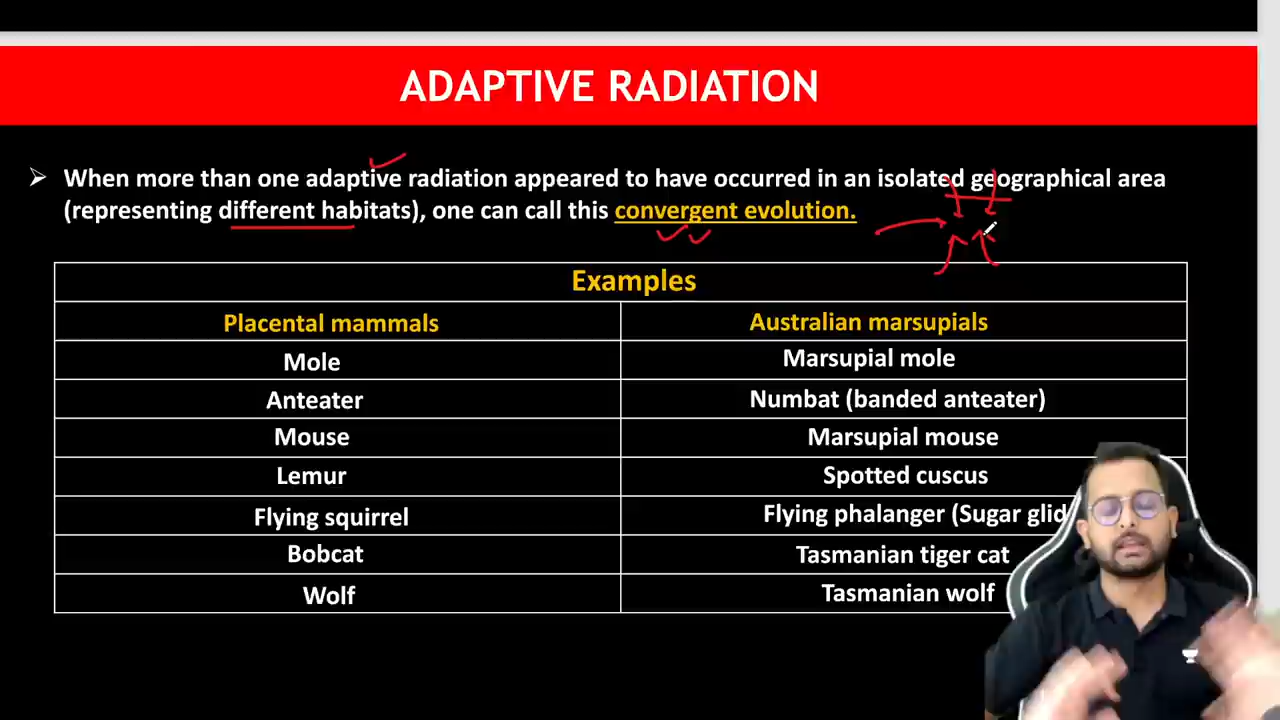 ADAPTIVE RADIATION
When more than one adaptive radiation appeared to have occurred in an isolated geographical area
(representing different habitats), one can call this convergent evolution.
Examples
Placental mammals Australian marsupials
Mole Marsupial mole
Anteater Numbat (banded anteater)
Mouse Marsupial mouse
Lemur Spotted cuscus
Flying squirrel Flying phalanger (Sugar glid
Bobcat Tasmanian tiger cat
Wolf Tasmanian wolf